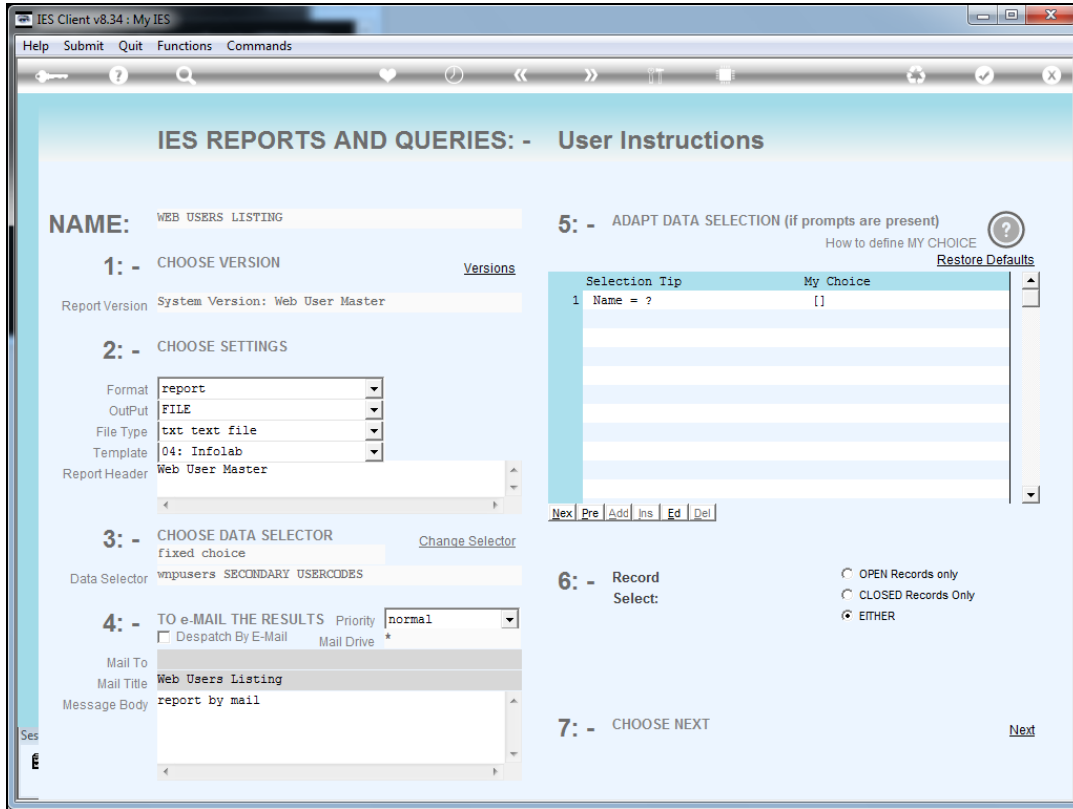 IES Client v8.34 : My IES
Help Submit Quit Functions Commands
IES REPORTS AND QUERIES: - User Instructions
NAME: WEB USERS LISTING
1: - CHOOSE VERSION Versions
Report Version System Version: Web User Master
2: - CHOOSE SETTINGS
Format report
OutPut FILE
File Type txt text file
Template 04: Infolab
Report Header Web User Master
3: - CHOOSE DATA SELECTOR
fixed choice Change Selector
Data Selector wnpusers SECONDARY USERCODES
4: - TO e-MAIL THE RESULTS Priority normal
Despatch By E-Mail Mail Drive *
Mail To
Mail Title Web Users Listing
Message Body report by mail
5: - ADAPT DATA SELECTION (if prompts are present)
How to define MY CHOICE
Restore Defaults
Selection Tip My Choice
1 Name = ? []
Nex Pre Add Ins Ed Del
6: - Record Select:
OPEN Records only
CLOSED Records Only
EITHER
7: - CHOOSE NEXT Next
Ses